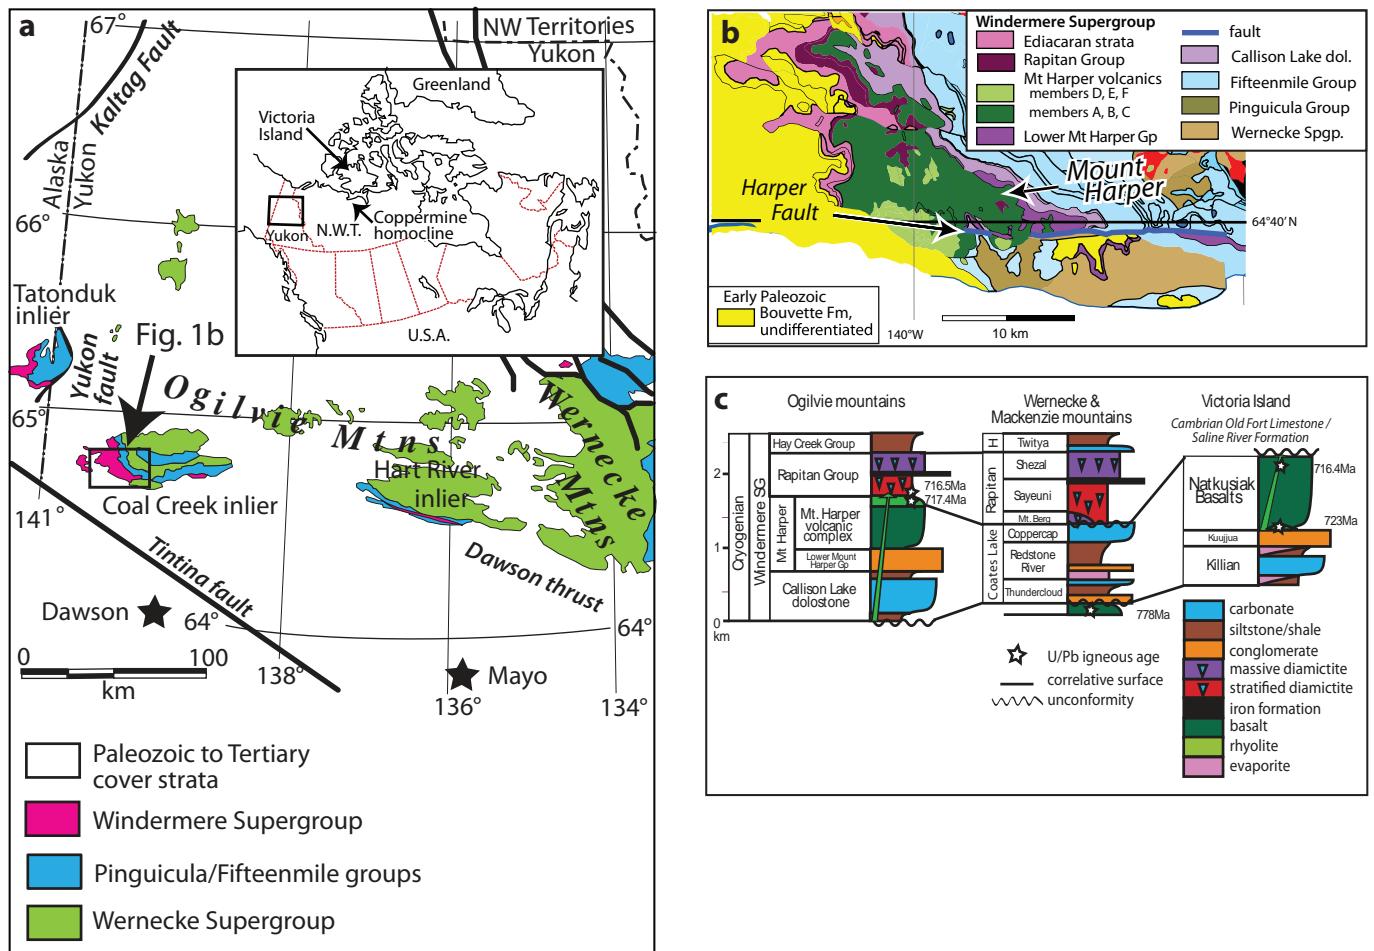 a
67°
Kaltag Fault
NW Territories
Yukon
Alaska
Yukon
Greenland
Victoria
Island
66°
Yukon
N.W.T.
Coppermine
homocline
U.S.A.
Tatonduk
inlier
Yukon
fault
Fig. 1b
65°
Ogilvie
Mtns
Wernecke
Mtns
Hart River
inlier
Coal Creek inlier
141°
Tintina fault
Dawson thrust
Dawson
64°
64°
0
100
km
138°
136°
134°
Mayo
Paleozoic to Tertiary
cover strata
Windermere Supergroup
Pinguicula/Fifteenmile groups
Wernecke Supergroup
b
Windermere Supergroup
Ediacaran strata
Rapitan Group
Mt Harper volcanics
members D, E, F
members A, B, C
Lower Mt Harper Gp
fault
Callison Lake dol.
Fifteenmile Group
Pinguicula Group
Wernecke Spgp.
Harper
Fault
Mount
Harper
64°40´ N
Early Paleozoic
Bouvette Fm,
undifferentiated
140°W
10 km
c
Ogilvie mountains
Wernecke &
Mackenzie mountains
Victoria Island
Cambrian Old Fort Limestone /
Saline River Formation
2
1
0
km
Cryogenian
Windermere SG
Hay Creek Group
Rapitan Group
Mt Harper
Mt. Harper
volcanic
complex
Lower Mount
Harper Gp
Callison Lake
dolostone
716.5Ma
717.4Ma
H
Twitya
Rapitan
Shezal
Sayeuni
Mt. Berg
Coates Lake
Coppercap
Redstone
River
Thundercloud
778Ma
Natkusiak
Basalts
Kuujjua
Killian
716.4Ma
723Ma
U/Pb igneous age
correlative surface
unconformity
carbonate
siltstone/shale
conglomerate
massive diamictite
stratified diamictite
iron formation
basalt
rhyolite
evaporite